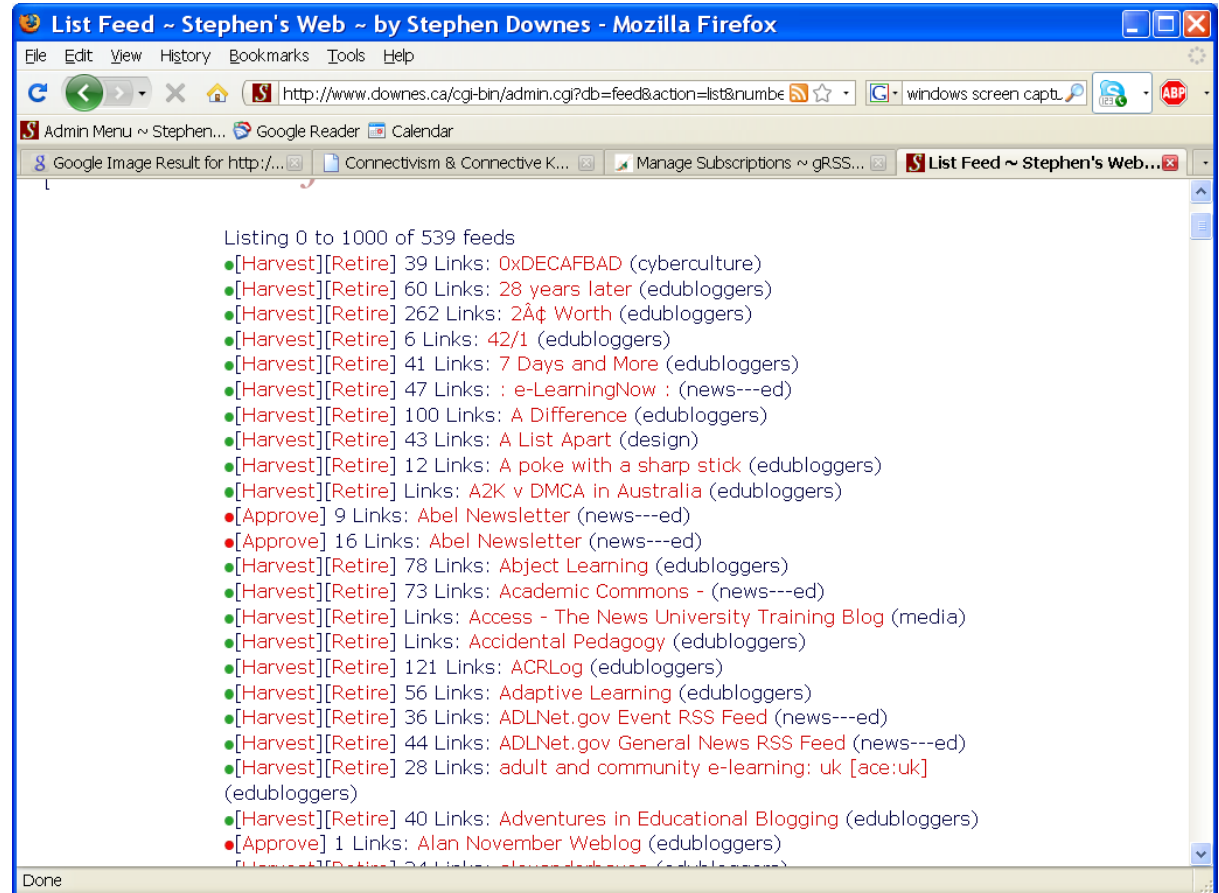 List Feed ~ Stephen's Web ~ by Stephen Downes - Mozilla Firefox
File Edit View History Bookmarks Tools Help
http://www.downes.ca/cgi-bin/admin.cgi?db=feed&action=list&numbe
G windows screen captu
ABP
S Admin Menu ~ Stephen... Google Reader Calendar
Google Image Result for http:/... Connectivism & Connective K... Manage Subscriptions ~ gRSS... List Feed ~ Stephen's Web...
Listing 0 to 1000 of 539 feeds
[Harvest][Retire] 39 Links: 0xDECAFBAD (cyberculture)
[Harvest][Retire] 60 Links: 28 years later (edubloggers)
[Harvest][Retire] 262 Links: 2Â¢ Worth (edubloggers)
[Harvest][Retire] 6 Links: 42/1 (edubloggers)
[Harvest][Retire] 41 Links: 7 Days and More (edubloggers)
[Harvest][Retire] 47 Links: : e-LearningNow : (news---ed)
[Harvest][Retire] 100 Links: A Difference (edubloggers)
[Harvest][Retire] 43 Links: A List Apart (design)
[Harvest][Retire] 12 Links: A poke with a sharp stick (edubloggers)
[Harvest][Retire] Links: A2K v DMCA in Australia (edubloggers)
[Approve] 9 Links: Abel Newsletter (news---ed)
[Approve] 16 Links: Abel Newsletter (news---ed)
[Harvest][Retire] 78 Links: Abject Learning (edubloggers)
[Harvest][Retire] 73 Links: Academic Commons - (news---ed)
[Harvest][Retire] Links: Access - The News University Training Blog (media)
[Harvest][Retire] Links: Accidental Pedagogy (edubloggers)
[Harvest][Retire] 121 Links: ACRLog (edubloggers)
[Harvest][Retire] 56 Links: Adaptive Learning (edubloggers)
[Harvest][Retire] 36 Links: ADLNet.gov Event RSS Feed (news---ed)
[Harvest][Retire] 44 Links: ADLNet.gov General News RSS Feed (news---ed)
[Harvest][Retire] 28 Links: adult and community e-learning: uk [ace:uk]
(edubloggers)
[Harvest][Retire] 40 Links: Adventures in Educational Blogging (edubloggers)
[Approve] 1 Links: Alan November Weblog (edubloggers)
Done